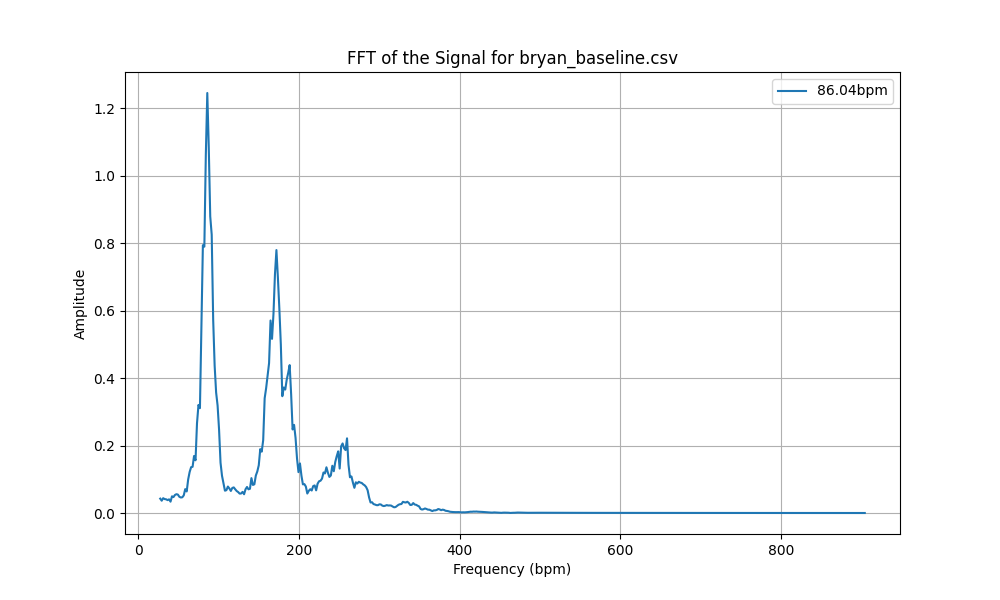 FFT of the Signal for bryan_baseline.csv
86.04bpm
1.2
1.0
0.8
0.6
0.4
0.2
0.0
Amplitude
0 200 400 600 800
Frequency (bpm)